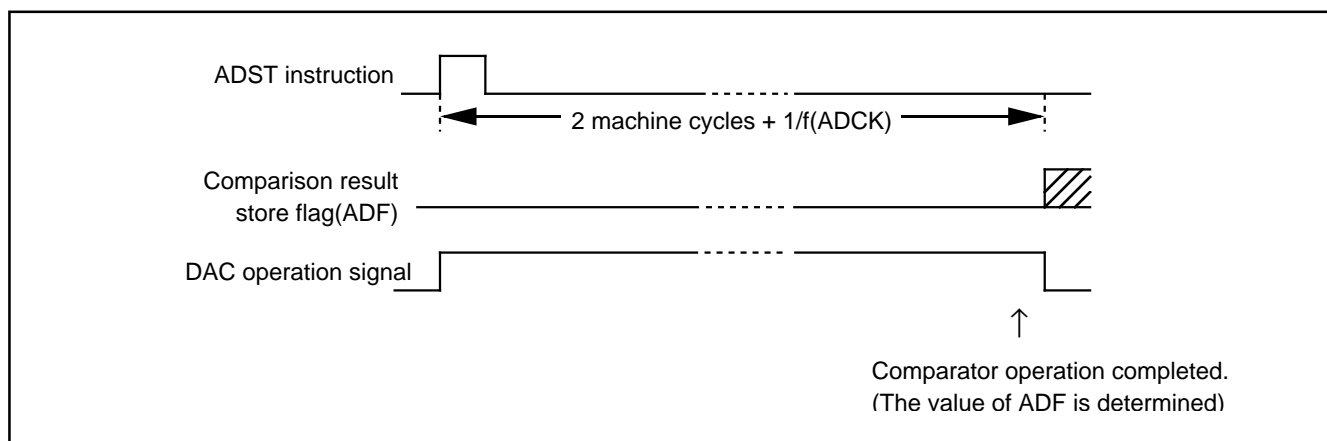 ADST instruction
2 machine cycles + 1/f(ADCK)
Comparison result
store flag(ADF)
DAC operation signal
Comparator operation completed.
(The value of ADF is determined)